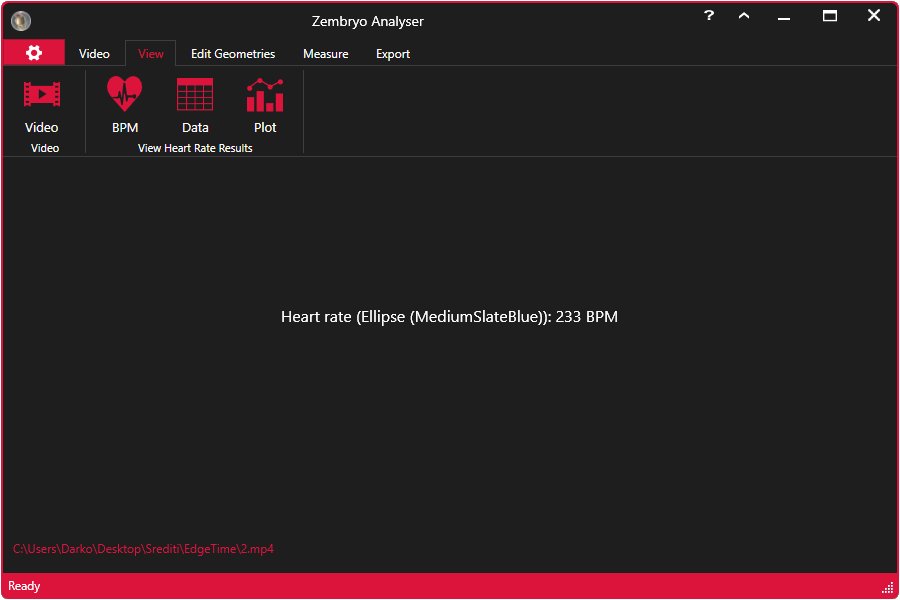 Zembryo Analyser
?
Video View Edit Geometries Measure Export
Video BPM Data Plot
Video View Heart Rate Results
Heart rate (Ellipse (MediumSlateBlue)): 233 BPM
C:\Users\Darko\Desktop\Srediti\EdgeTime\2.mp4
Ready